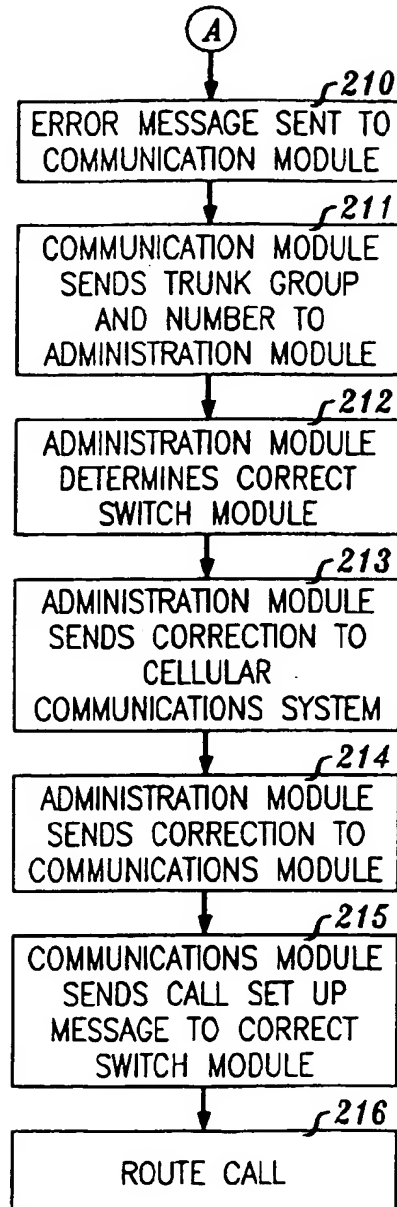 A
210
ERROR MESSAGE SENT TO
COMMUNICATION MODULE
211
COMMUNICATION MODULE
SENDS TRUNK GROUP
AND NUMBER TO
ADMINISTRATION MODULE
212
ADMINISTRATION MODULE
DETERMINES CORRECT
SWITCH MODULE
213
ADMINISTRATION MODULE
SENDS CORRECTION TO
CELLULAR
COMMUNICATIONS SYSTEM
214
ADMINISTRATION MODULE
SENDS CORRECTION TO
COMMUNICATIONS MODULE
215
COMMUNICATIONS MODULE
SENDS CALL SET UP
MESSAGE TO CORRECT
SWITCH MODULE
216
ROUTE CALL